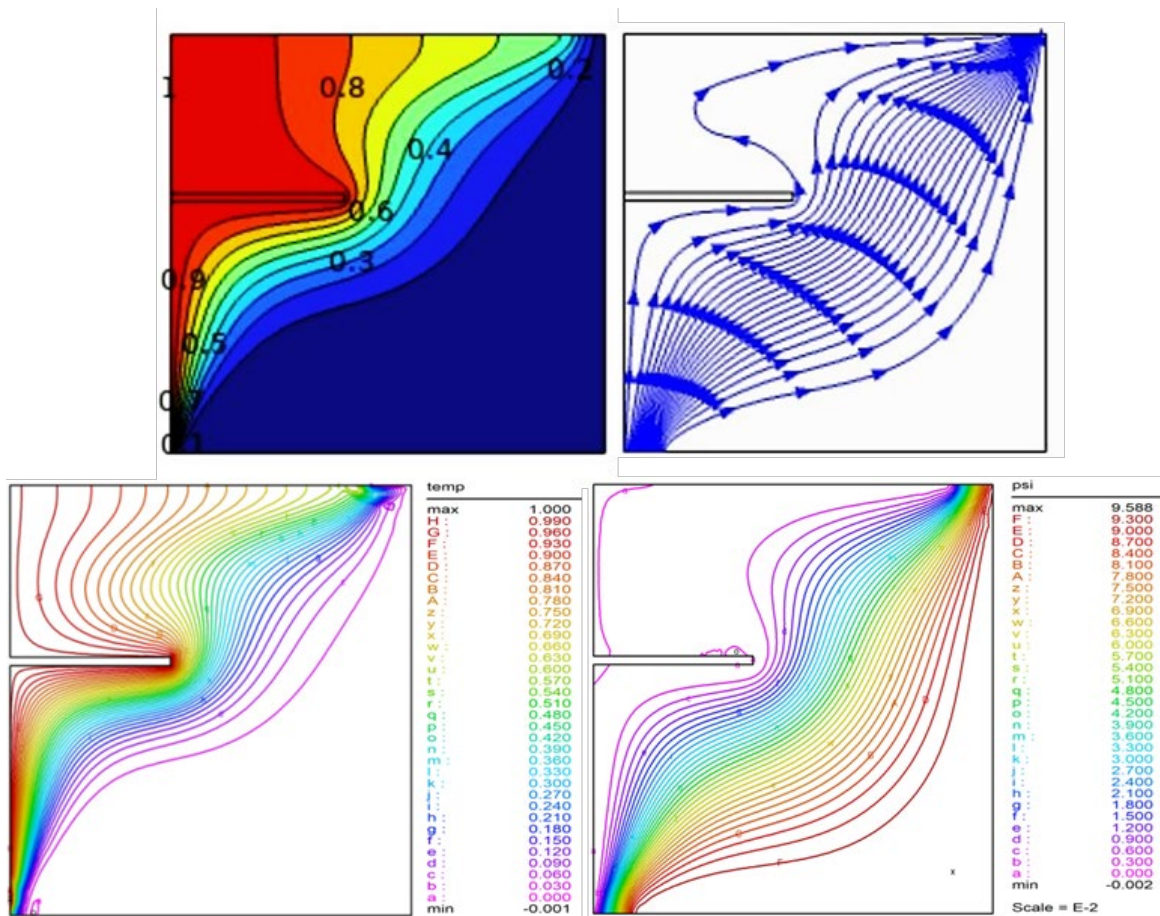 1
0.8
0.2
0.4
0.6
0.3
0.9
0.5
0.7
0.1
temp
max 1.000
H : 0.990
G : 0.960
F : 0.930
E : 0.900
D : 0.870
C : 0.840
B : 0.810
A : 0.780
z : 0.750
y : 0.720
x : 0.690
w : 0.660
v : 0.630
u : 0.600
t : 0.570
s : 0.540
r : 0.510
q : 0.480
p : 0.450
o : 0.420
n : 0.390
m : 0.360
l : 0.330
k : 0.300
j : 0.270
i : 0.240
h : 0.210
g : 0.180
f : 0.150
e : 0.120
d : 0.090
c : 0.060
b : 0.030
a : 0.000
min -0.001
psi
max 9.588
F : 9.300
E : 9.000
D : 8.700
C : 8.400
B : 8.100
A : 7.800
z : 7.500
y : 7.200
x : 6.900
w : 6.600
v : 6.300
u : 6.000
t : 5.700
s : 5.400
r : 5.100
q : 4.800
p : 4.500
o : 4.200
n : 3.900
m : 3.600
l : 3.300
k : 3.000
j : 2.700
i : 2.400
h : 2.100
g : 1.800
f : 1.500
e : 1.200
d : 0.900
c : 0.600
b : 0.300
a : 0.000
min -0.002
Scale = E-2